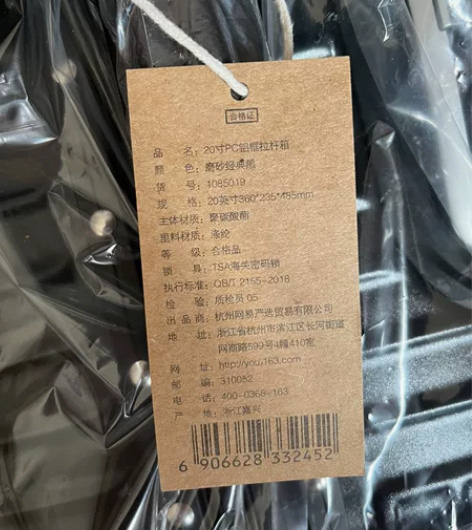 合格证
品 名：20寸PC铝框拉杆箱
颜 色：磨砂经典黑
货 号：1085019
规 格：20英寸360*235*485mm
主体材质：聚碳酸酯
里料材质：涤纶
等 级：合格品
锁 具：TSA海关密码锁
执行标准：QB/T 2155-2018
检 验：质检员 05
出 品 商：杭州网易严选贸易有限公司
地 址：浙江省杭州市滨江区长河街道
网商路599号4幢410室
网 址：http://you.163.com
邮 编：310052
电 话：400-0368-163
产 地：浙江嘉兴
6 906628 332452